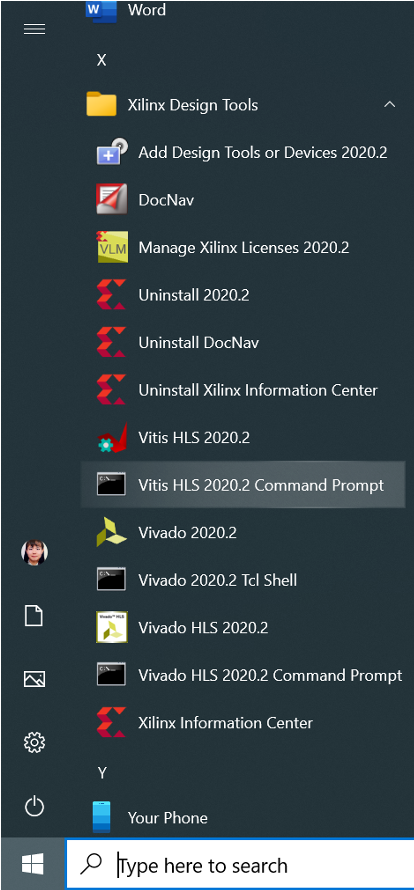 Word
X
Xilinx Design Tools
Add Design Tools or Devices 2020.2
DocNav
VLM
Manage Xilinx Licenses 2020.2
Uninstall 2020.2
Uninstall DocNav
Uninstall Xilinx Information Center
Vitis HLS 2020.2
Vitis HLS 2020.2 Command Prompt
Vivado 2020.2
Vivado 2020.2 Tcl Shell
Vivado HLS 2020.2
Vivado HLS 2020.2 Command Prompt
Xilinx Information Center
Y
Your Phone
Type here to search